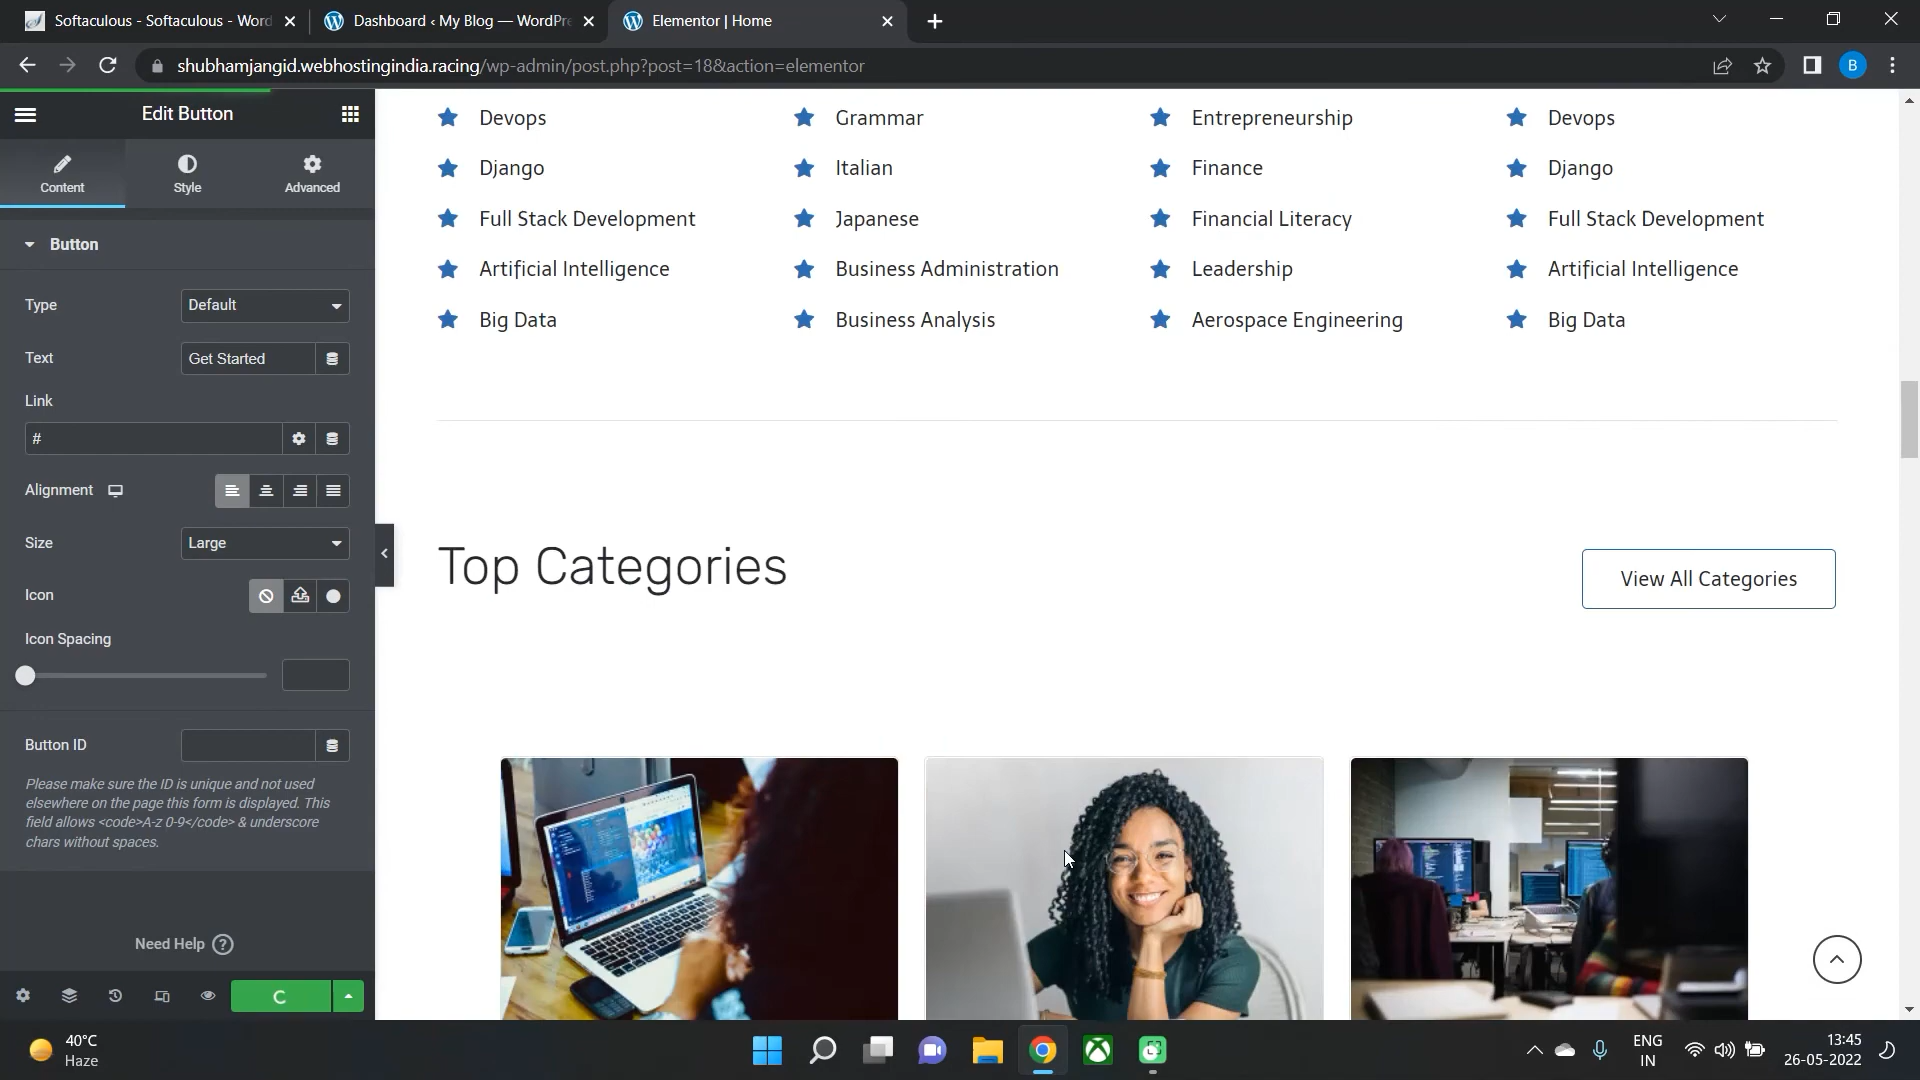 Softaculous - Softaculous - Word
Dashboard ‹ My Blog — WordPre
Elementor | Home
shubhamjangid.webhostingindia.racing/wp-admin/post.php?post=18&action=elementor
B
Edit Button
Content
Style
Advanced
Button
Type
Default
Text
Get Started
Link
#
Alignment
Size
Large
Icon
Icon Spacing
Button ID
Please make sure the ID is unique and not used
elsewhere on the page this form is displayed. This
field allows <code>A-z 0-9</code> & underscore
chars without spaces.
Need Help
Devops
Grammar
Entrepreneurship
Devops
Django
Italian
Finance
Django
Full Stack Development
Japanese
Financial Literacy
Full Stack Development
Artificial Intelligence
Business Administration
Leadership
Artificial Intelligence
Big Data
Business Analysis
Aerospace Engineering
Big Data
Top Categories
View All Categories
40°C
Haze
ENG
IN
13:45
26-05-2022